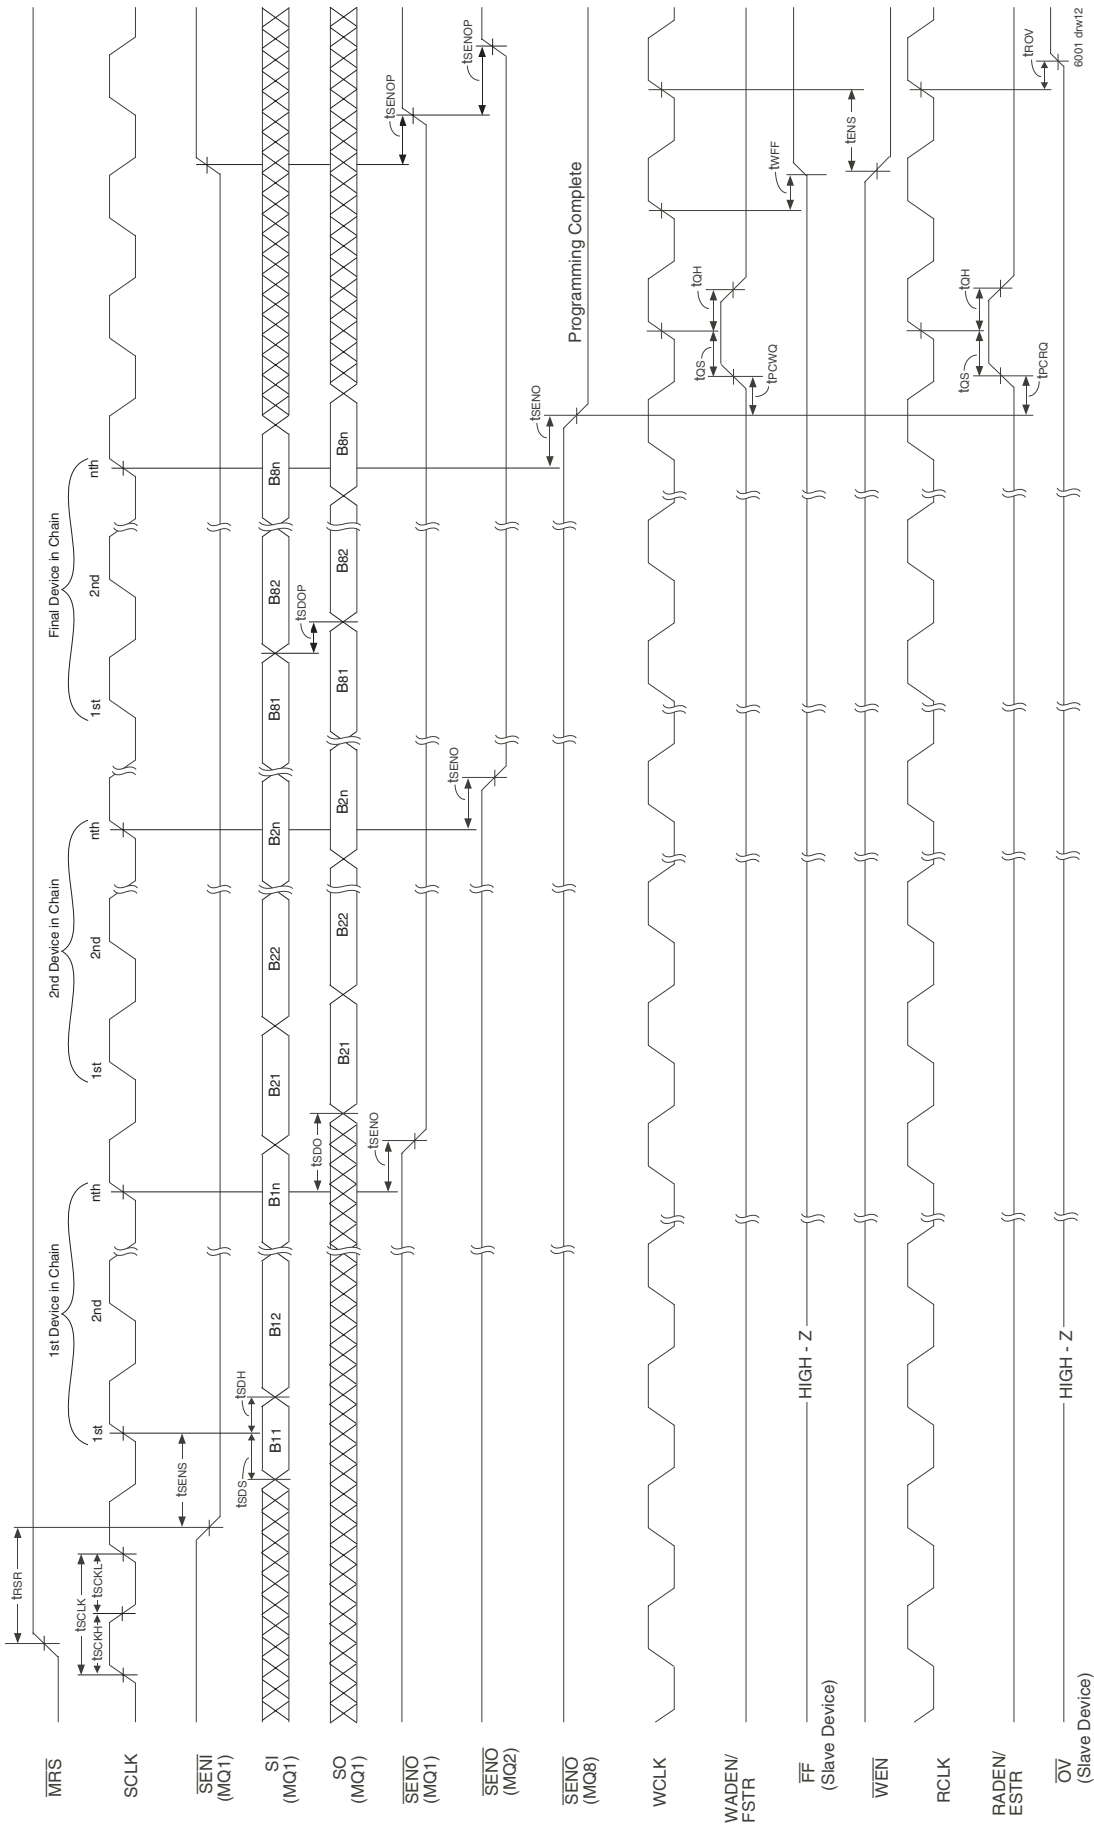 1st Device in Chain
2nd Device in Chain
Final Device in Chain
1st
2nd
nth
1st
2nd
nth
1st
2nd
nth
MRS
tRSR
SCLK
tSCLK
tSCKH
tSCKL
SENI
(MQ1)
tSENS
SI
(MQ1)
tSDS
tSDH
B11
B12
B1n
B21
B22
B2n
B81
B82
B8n
SO
(MQ1)
tSDO
tSDOP
B21
B22
B2n
B81
B82
B8n
SENO
(MQ1)
tSENO
tSENOP
SENO
(MQ2)
tSENO
tSENOP
SENO
(MQ8)
tSENO
Programming Complete
WCLK
WADEN/
FSTR
tPCWQ
tQS
tQH
FF
(Slave Device)
HIGH - Z
tWFF
WEN
tENS
RCLK
RADEN/
ESTR
tPCRQ
tQS
tQH
OV
(Slave Device)
HIGH - Z
tROV
6001 drw12